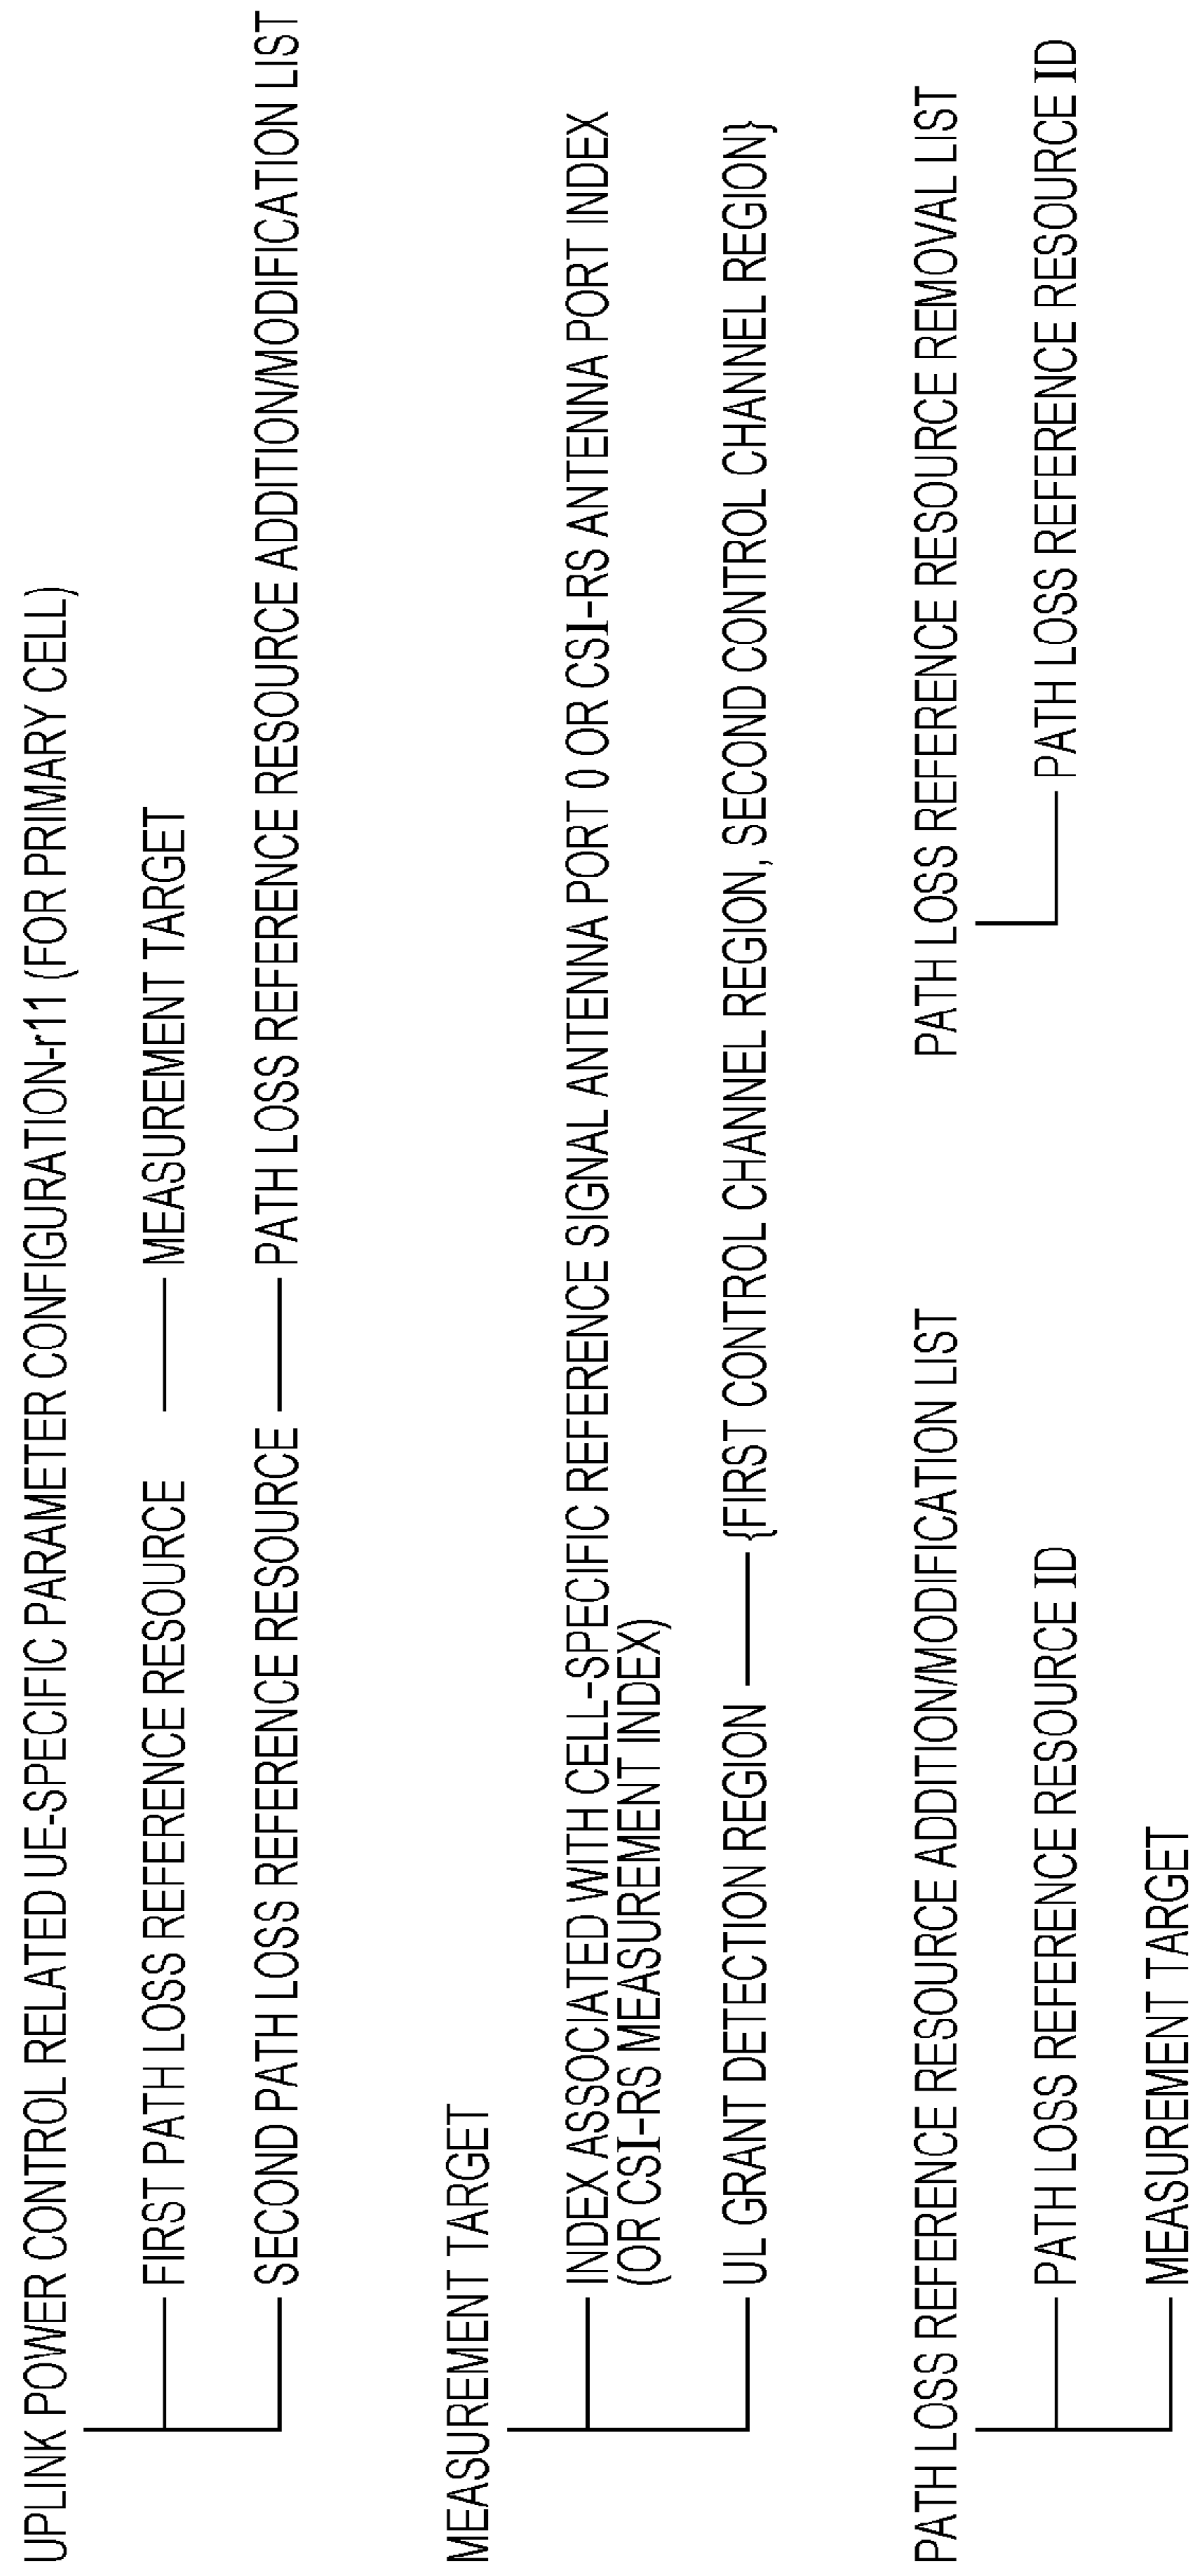 UPLINK POWER CONTROL RELATED UE-SPECIFIC PARAMETER CONFIGURATION-r11 (FOR PRIMARY CELL)
FIRST PATH LOSS REFERENCE RESOURCE MEASUREMENT TARGET
SECOND PATH LOSS REFERENCE RESOURCE PATH LOSS REFERENCE RESOURCE ADDITION/MODIFICATION LIST
MEASUREMENT TARGET
INDEX ASSOCIATED WITH CELL-SPECIFIC REFERENCE SIGNAL ANTENNA PORT 0 OR CSI-RS ANTENNA PORT INDEX
(OR CSI-RS MEASUREMENT INDEX)
UL GRANT DETECTION REGION {FIRST CONTROL CHANNEL REGION, SECOND CONTROL CHANNEL REGION}
PATH LOSS REFERENCE RESOURCE ADDITION/MODIFICATION LIST
PATH LOSS REFERENCE RESOURCE ID
MEASUREMENT TARGET
PATH LOSS REFERENCE RESOURCE REMOVAL LIST
PATH LOSS REFERENCE RESOURCE ID